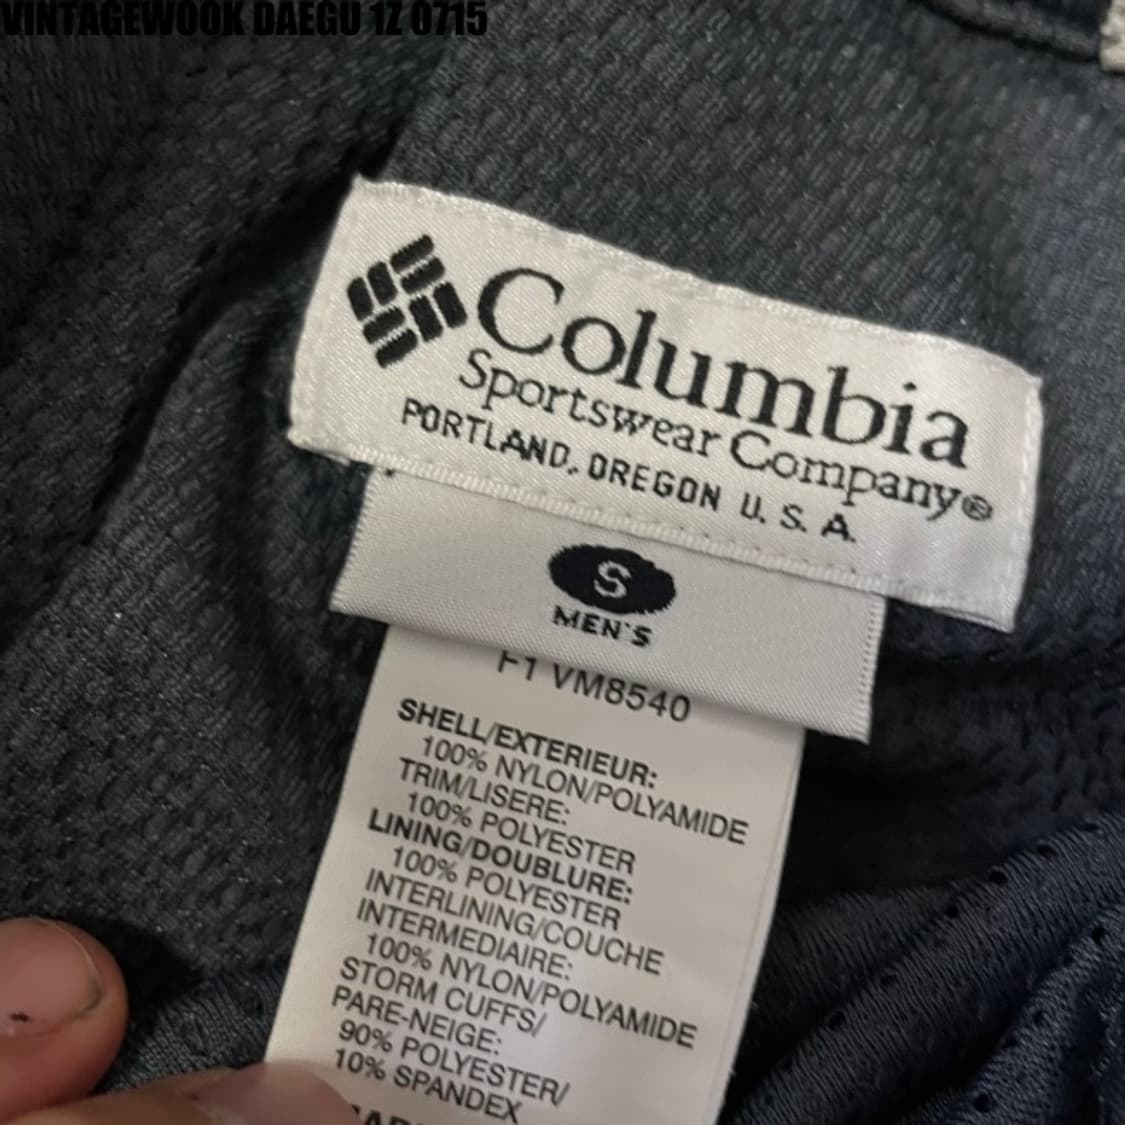 VINTAGEWOOK DAEGU 1Z 0715
Columbia
Sportswear Company®
PORTLAND, OREGON U. S. A.
S
MEN'S
F1 VM8540
SHELL/EXTERIEUR:
100% NYLON/POLYAMIDE
TRIM/LISERE:
100% POLYESTER
LINING/DOUBLURE:
100% POLYESTER
INTERLINING/COUCHE
INTERMEDIAIRE:
100% NYLON/POLYAMIDE
STORM CUFFS/
PARE-NEIGE:
90% POLYESTER/
10% SPANDEX